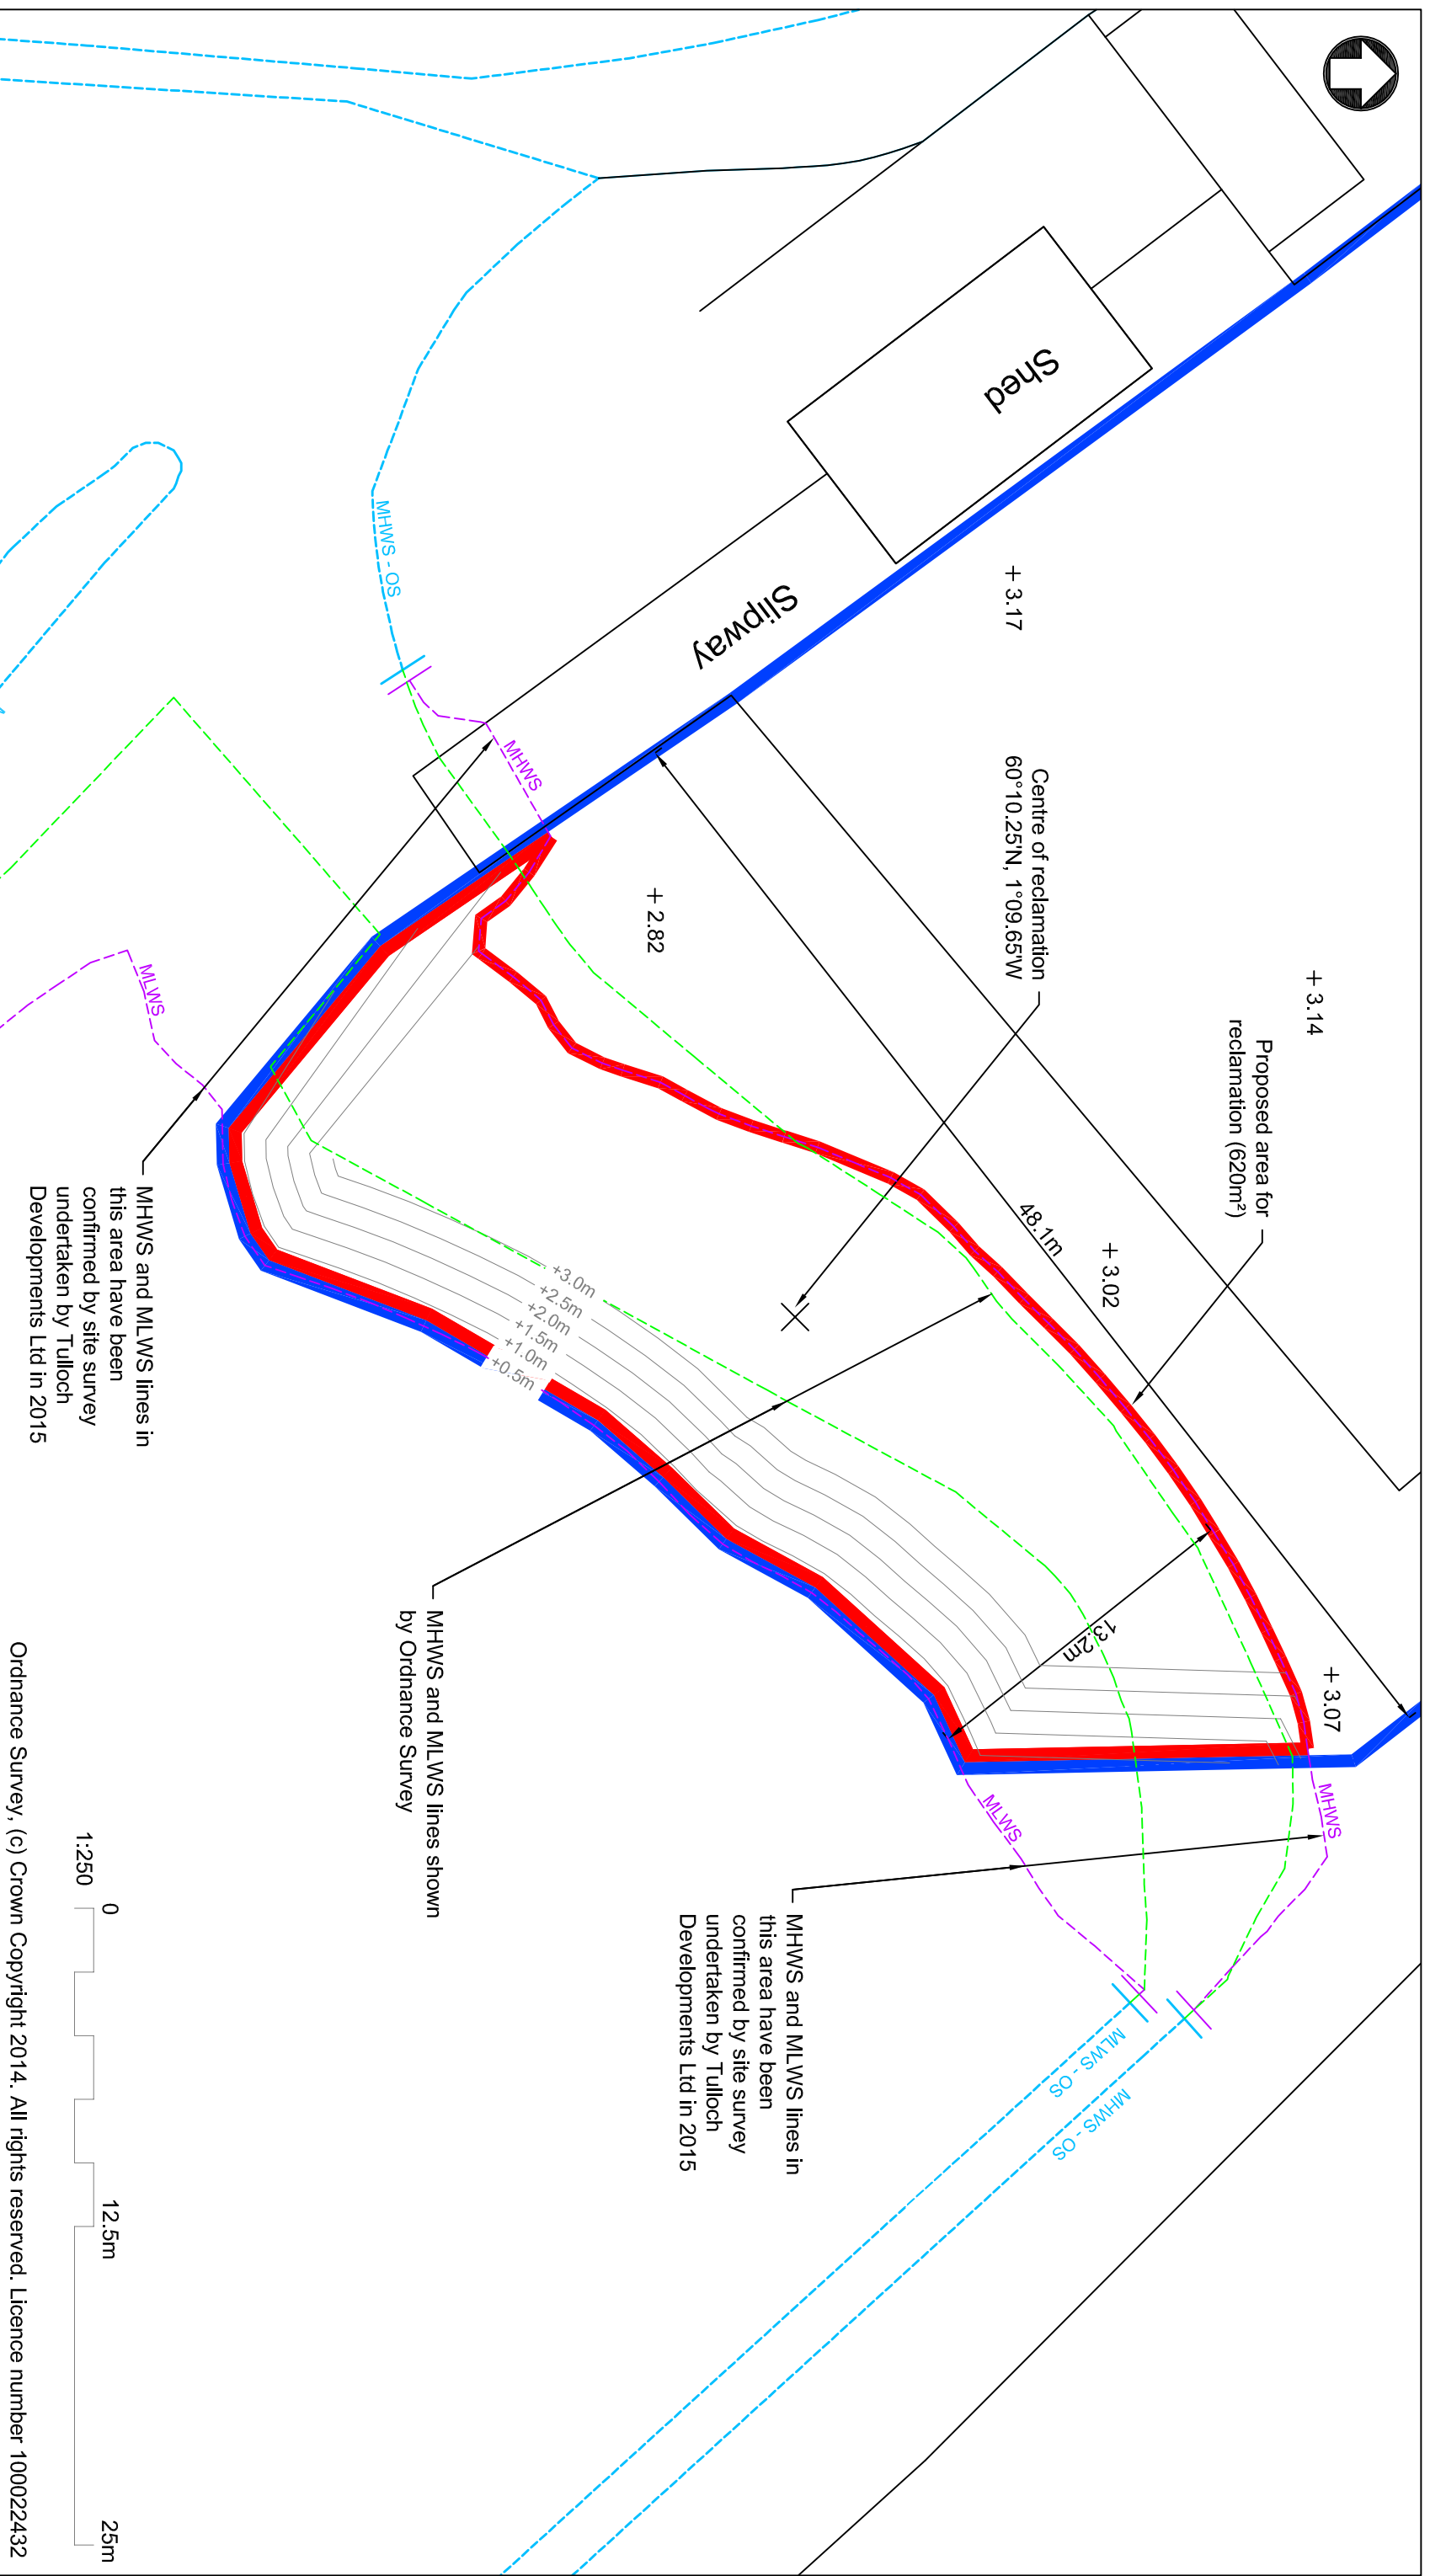 Shed
Slipway
+ 3.17
+ 3.14
Proposed area for
reclamation (620m²)
Centre of reclamation
60°10.25'N, 1°09.65'W
+ 2.82
48.1m
+ 3.02
+ 3.07
13.2m
MHWS - OS
MHWS
MLWS
+3.0m
+2.5m
+2.0m
+1.5m
+1.0m
+0.5m
MHWS
MLWS
MLWS - OS
MHWS - OS
MHWS and MLWS lines in
this area have been
confirmed by site survey
undertaken by Tulloch
Developments Ltd in 2015
MHWS and MLWS lines shown
by Ordnance Survey
MHWS and MLWS lines in
this area have been
confirmed by site survey
undertaken by Tulloch
Developments Ltd in 2015
1:250
0
12.5m
25m
Ordnance Survey, (c) Crown Copyright 2014. All rights reserved. Licence number 100022432